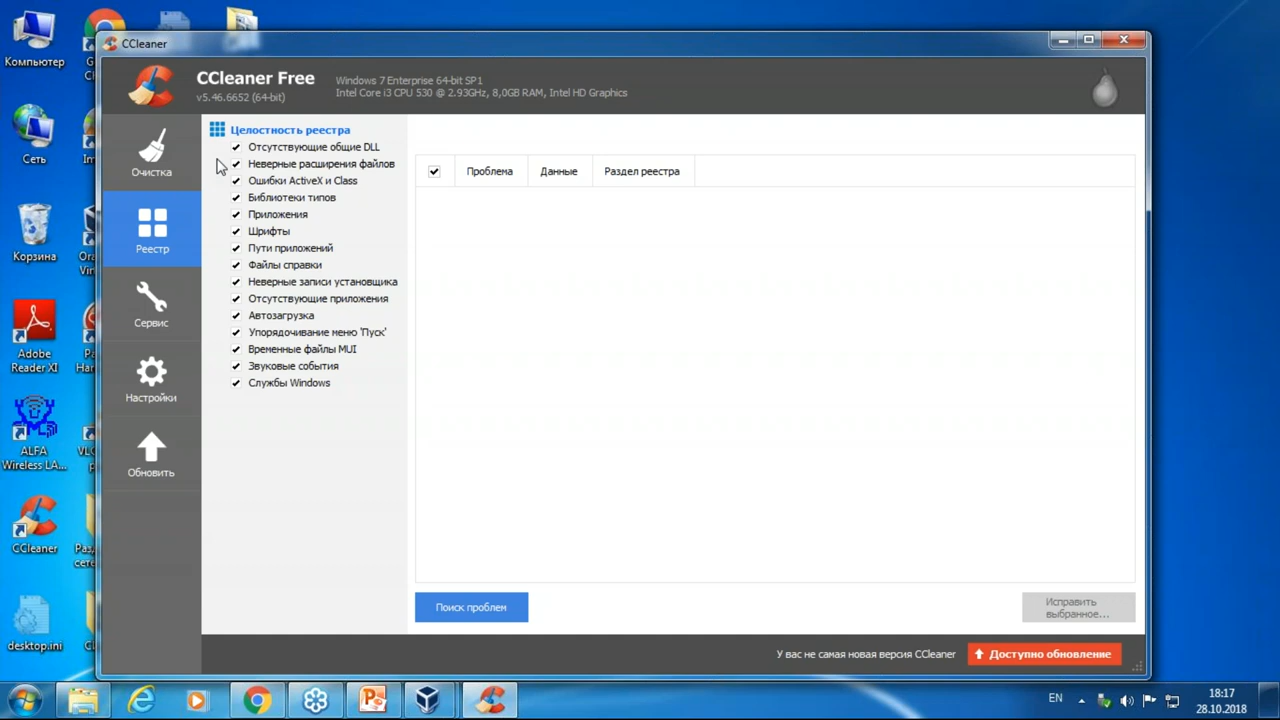 Компьютер
Сеть
Корзина
Adobe
Reader XI
ALFA
Wireless LA...
CCleaner
desktop.ini
CCleaner
CCleaner Free
v5.46.6652 (64-bit)
Windows 7 Enterprise 64-bit SP1
Intel Core i3 CPU 530 @ 2.93GHz, 8,0GB RAM, Intel HD Graphics
Очистка
Реестр
Сервис
Настройки
Обновить
Целостность реестра
Отсутствующие общие DLL
Неверные расширения файлов
Ошибки ActiveX и Class
Библиотеки типов
Приложения
Шрифты
Пути приложений
Файлы справки
Неверные записи установщика
Отсутствующие приложения
Автозагрузка
Упорядочивание меню 'Пуск'
Временные файлы MUI
Звуковые события
Службы Windows
Проблема
Данные
Раздел реестра
Поиск проблем
Исправить
выбранное...
У вас не самая новая версия CCleaner
Доступно обновление
EN
18:17
28.10.2018